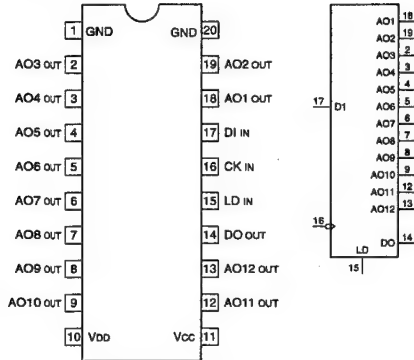 1 GND GND 20
AO3 OUT 2 19 AO2 OUT
AO4 OUT 3 18 AO1 OUT
AO5 OUT 4 17 DI IN
AO6 OUT 5 16 CK IN
AO7 OUT 6 15 LD IN
AO8 OUT 7 14 DO OUT
AO9 OUT 8 13 AO12 OUT
AO10 OUT 9 12 AO11 OUT
10 VDD VCC 11
AO1 18
AO2 19
AO3 2
AO4 3
AO5 4
17 D1 AO6 5
AO7 6
AO8 7
AO9 8
AO10 9
AO11 12
AO12 13
16
DO 14
LD
15